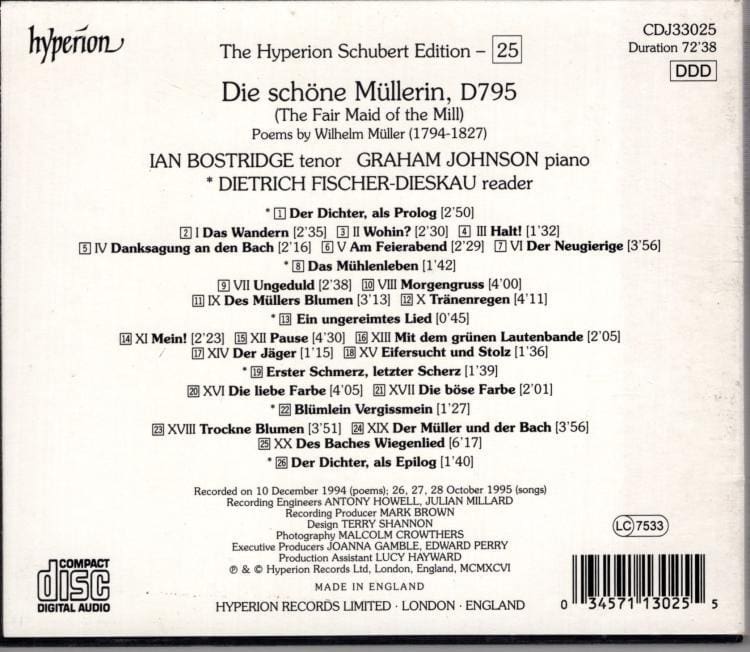 hyperion
CDJ33025
Duration 72'38
DDD
The Hyperion Schubert Edition – 25
Die schöne Müllerin, D795
(The Fair Maid of the Mill)
Poems by Wilhelm Müller (1794-1827)
IAN BOSTRIDGE tenor GRAHAM JOHNSON piano
* DIETRICH FISCHER-DIESKAU reader
* 1 Der Dichter, als Prolog [2'50]
2 I Das Wandern [2'35] 3 II Wohin? [2'30] 4 III Halt! [1'32]
5 IV Danksagung an den Bach [2'16] 6 V Am Feierabend [2'29] 7 VI Der Neugierige [3'56]
* 8 Das Mühlenleben [1'42]
9 VII Ungeduld [2'38] 10 VIII Morgengruss [4'00]
11 IX Des Müllers Blumen [3'13] 12 X Tränenregen [4'11]
* 13 Ein ungereimtes Lied [0'45]
14 XI Mein! [2'23] 15 XII Pause [4'30] 16 XIII Mit dem grünen Lautenbande [2'05]
17 XIV Der Jäger [1'15] 18 XV Eifersucht und Stolz [1'36]
* 19 Erster Schmerz, letzter Scherz [1'39]
20 XVI Die liebe Farbe [4'05] 21 XVII Die böse Farbe [2'01]
* 22 Blümlein Vergissmein [1'27]
23 XVIII Trockne Blumen [3'51] 24 XIX Der Müller und der Bach [3'56]
25 XX Des Baches Wiegenlied [6'17]
* 26 Der Dichter, als Epilog [1'40]
Recorded on 10 December 1994 (poems); 26, 27, 28 October 1995 (songs)
Recording Engineers ANTONY HOWELL, JULIAN MILLARD
Recording Producer MARK BROWN
Design TERRY SHANNON
Photography MALCOLM CROWTHERS
Executive Producers JOANNA GAMBLE, EDWARD PERRY
Production Assistant LUCY HAYWARD
℗ & © Hyperion Records Ltd, London, England, MCMXCVI
MADE IN ENGLAND
HYPERION RECORDS LIMITED · LONDON · ENGLAND
COMPACT
disc
DIGITAL AUDIO
LC 7533
0 34571 13025 5